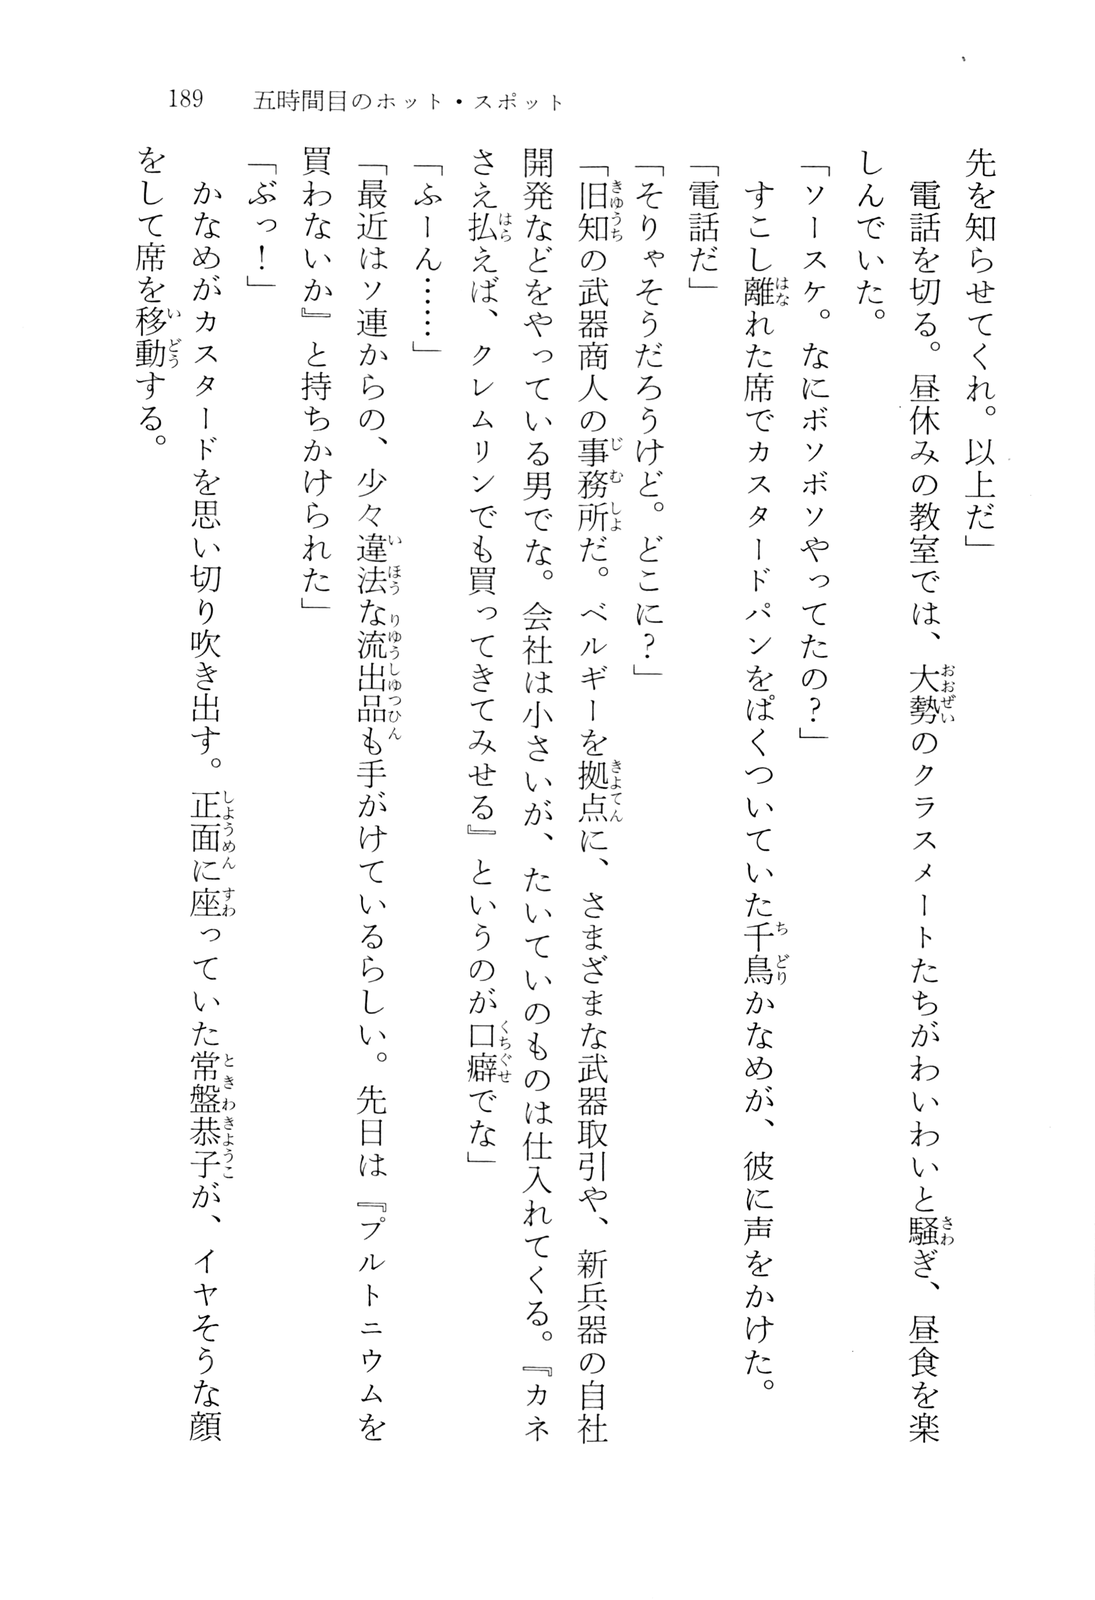 189　五時間目のホット・スポット
先を知らせてくれ。以上だ」
　電話を切る。昼休みの教室では、大勢のクラスメートたちがわいわいと騒ぎ、昼食を楽
しんでいた。
「ソースケ。なにボソボソやってたの？」
　すこし離れた席でカスタードパンをぱくついていた千鳥かなめが、彼に声をかけた。
「電話だ」
「そりゃそうだろうけど。どこに？」
「旧知の武器商人の事務所だ。ベルギーを拠点に、さまざまな武器取引や、新兵器の自社
開発などをやっている男でな。会社は小さいが、たいていのものは仕入れてくる。『カネ
さえ払えば、クレムリンでも買ってきてみせる』というのが口癖でな」
「ふーん……」
「最近はソ連からの、少々違法な流出品も手がけているらしい。先日は『プルトニウムを
買わないか』と持ちかけられた」
「ぶっ！」
　かなめがカスタードを思い切り吹き出す。正面に座っていた常盤恭子が、イヤそうな顔
をして席を移動する。